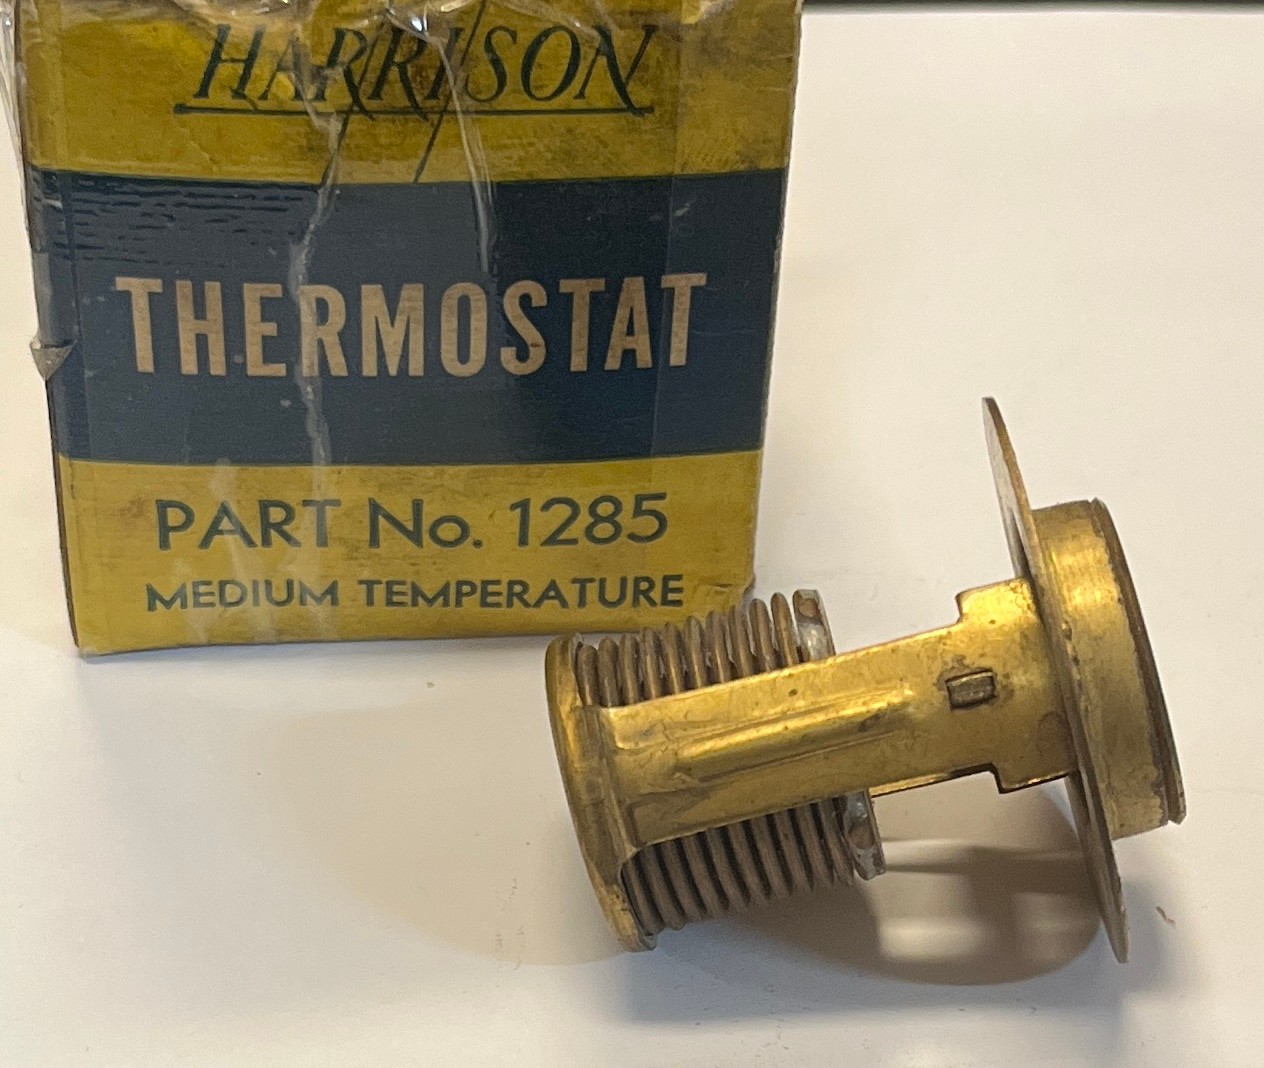 HARRISON
THERMOSTAT
PART No. 1285
MEDIUM TEMPERATURE